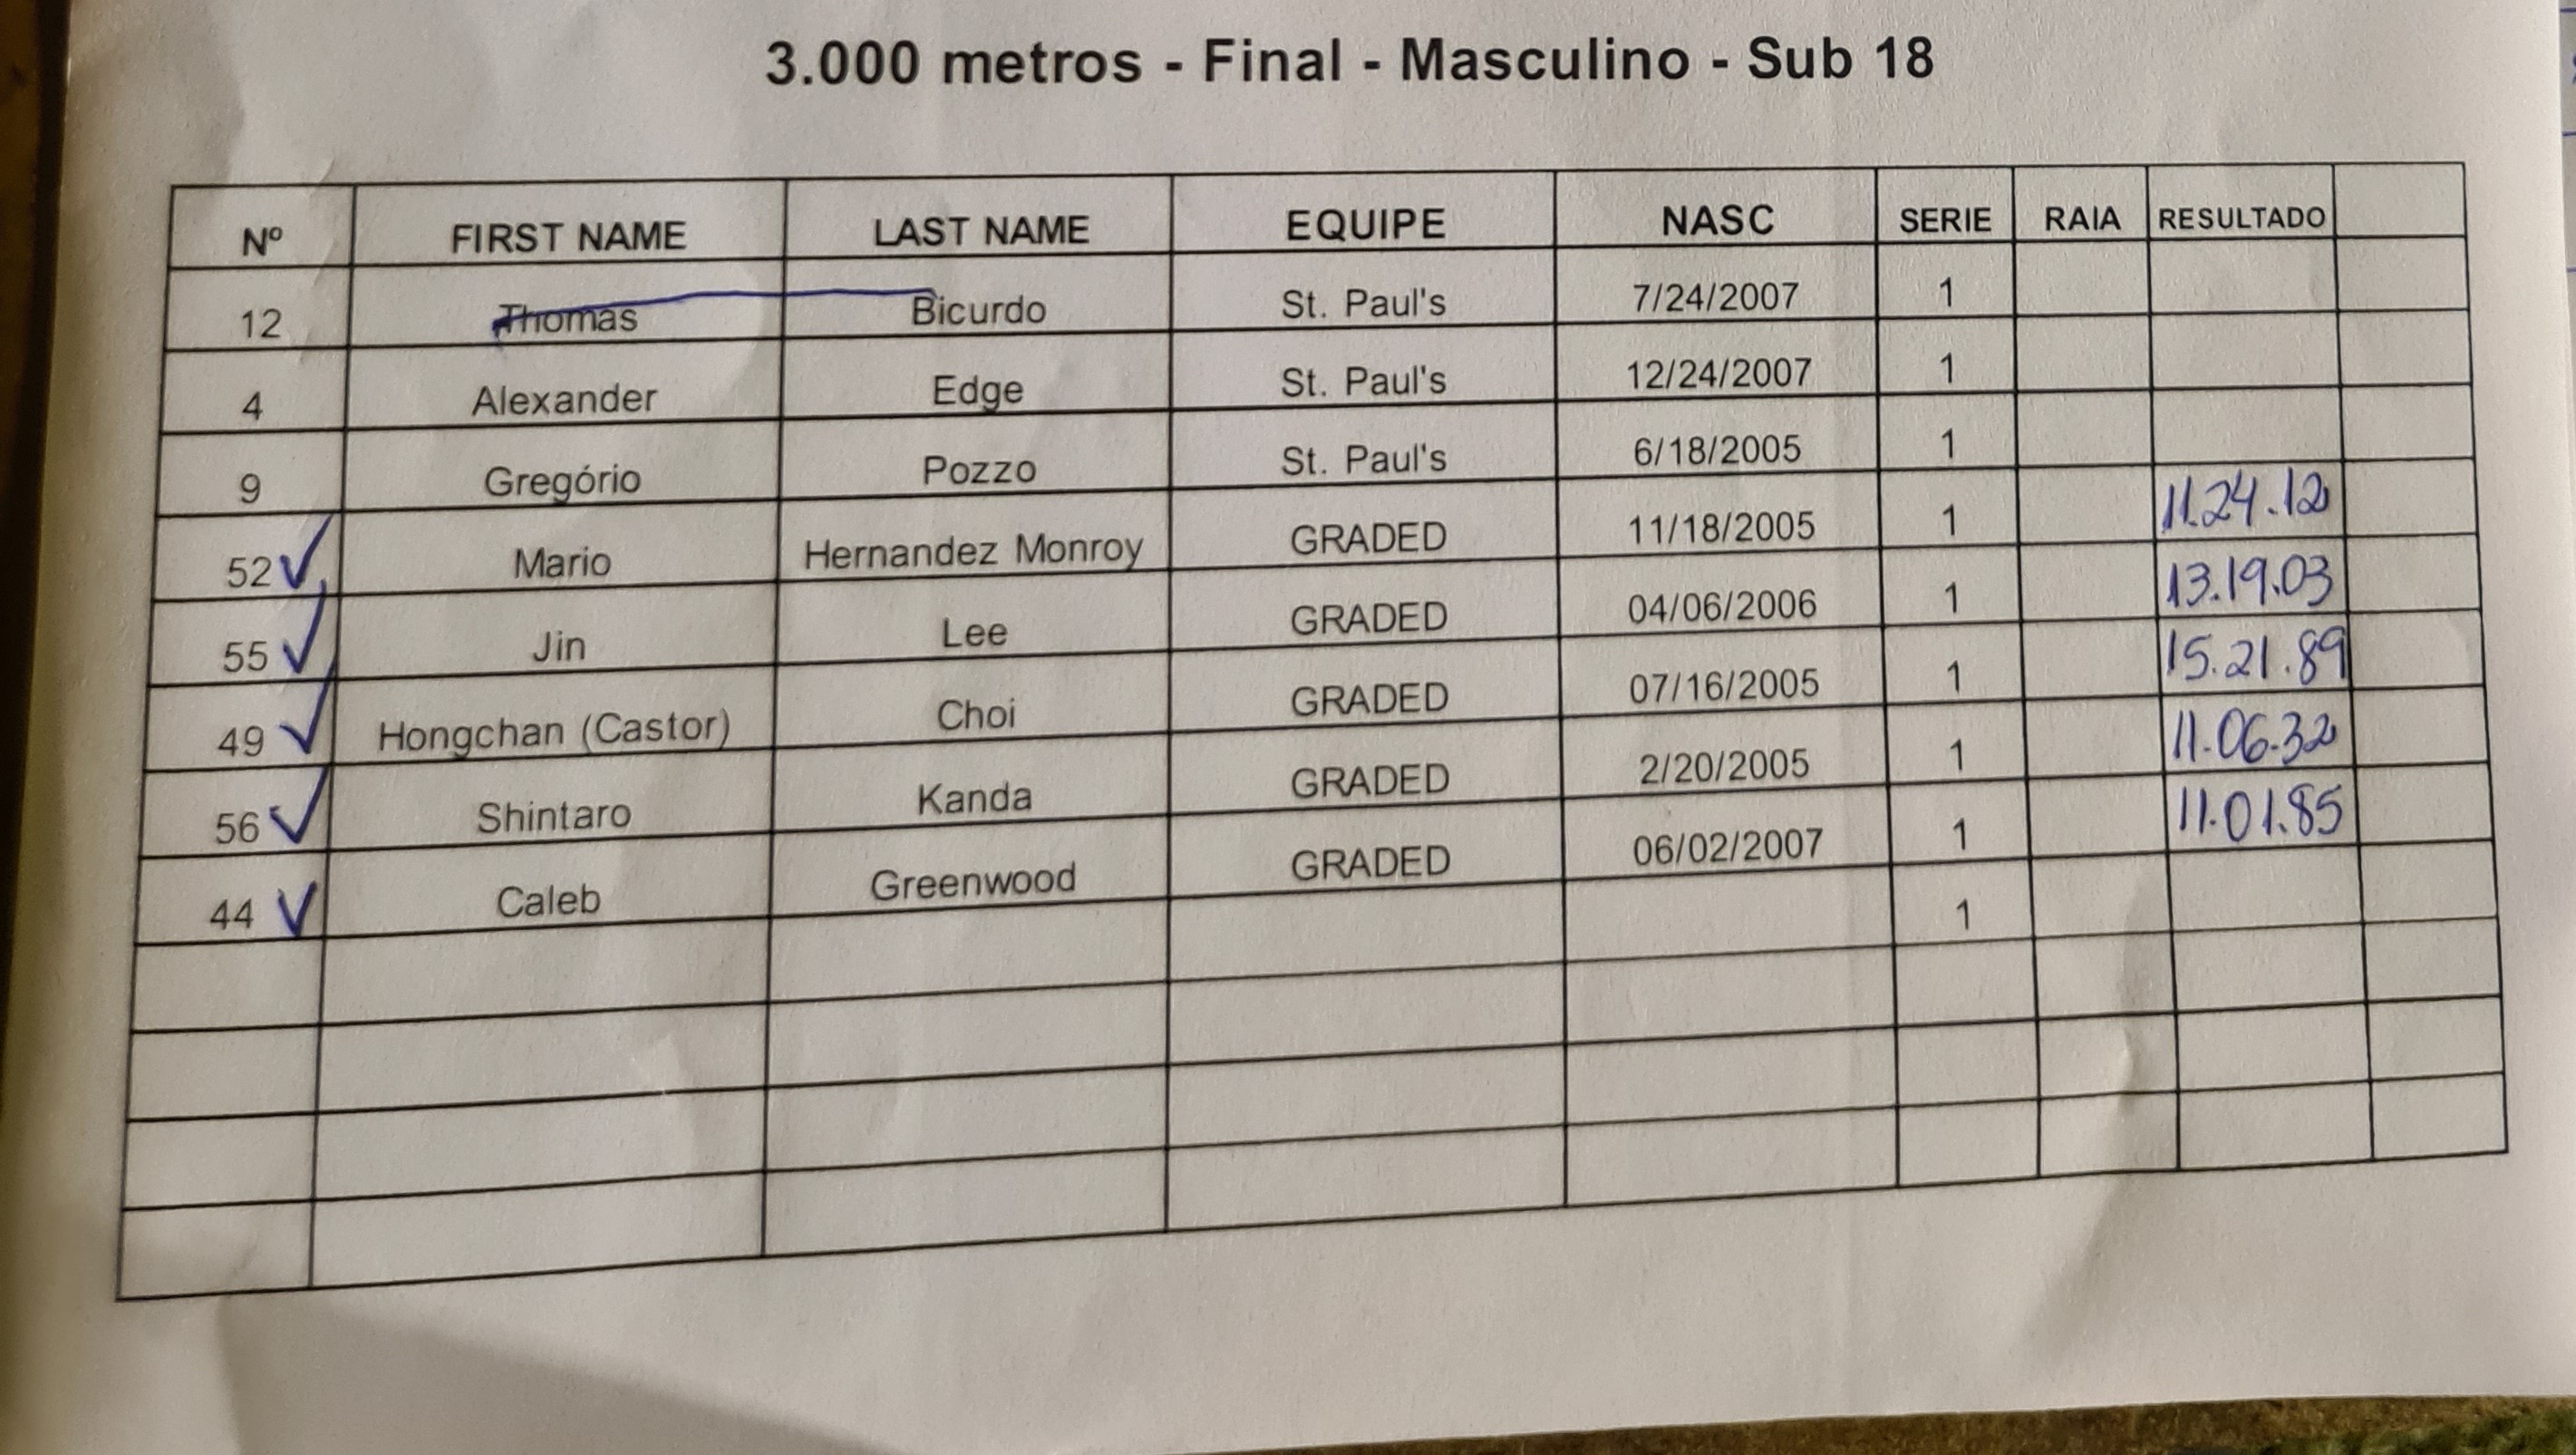 3.000 metros - Final - Masculino - Sub 18
Nº FIRST NAME LAST NAME EQUIPE NASC SERIE RAIA RESULTADO
12 Thomas Bicurdo St. Paul's 7/24/2007 1
4 Alexander Edge St. Paul's 12/24/2007 1
9 Gregório Pozzo St. Paul's 6/18/2005 1
52 ✓ Mario Hernandez Monroy GRADED 11/18/2005 1 11.24.12
55 ✓ Jin Lee GRADED 04/06/2006 1 13.19.03
49 ✓ Hongchan (Castor) Choi GRADED 07/16/2005 1 15.21.89
56 ✓ Shintaro Kanda GRADED 2/20/2005 1 11.06.32
44 ✓ Caleb Greenwood GRADED 06/02/2007 1 11.01.85
1